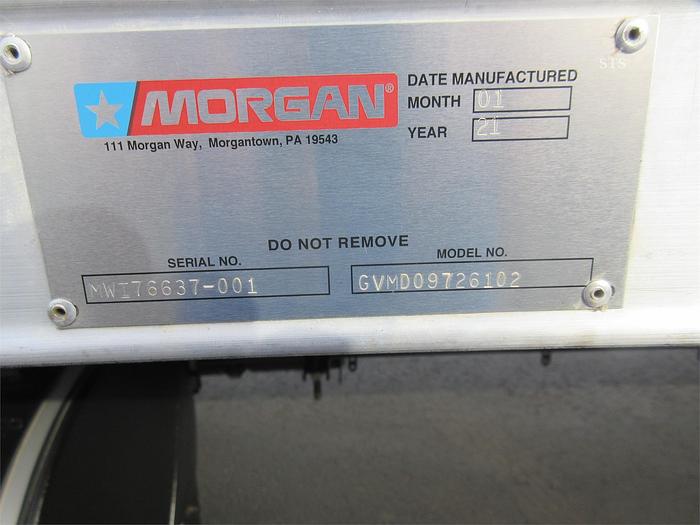 STS
MORGAN®
111 Morgan Way, Morgantown, PA 19543
DATE MANUFACTURED
MONTH 01
YEAR 21
DO NOT REMOVE
SERIAL NO. MODEL NO.
MWI76637-001 GVMD09726102